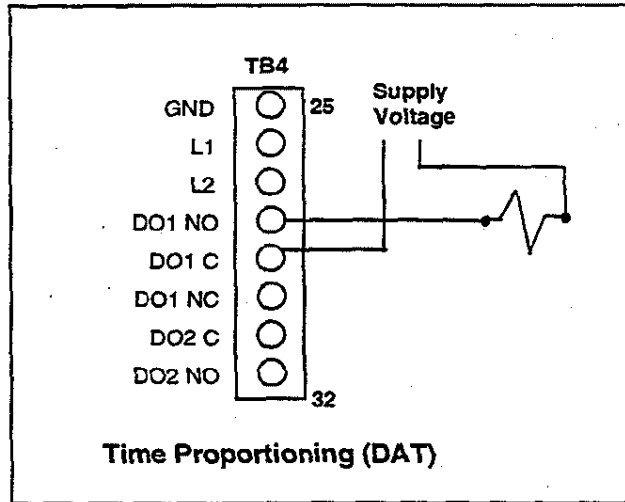 TB4
GND 25
L1
L2
DO1 NO
DO1 C
DO1 NC
DO2 C
DO2 NO
32
Supply
Voltage
Time Proportioning (DAT)